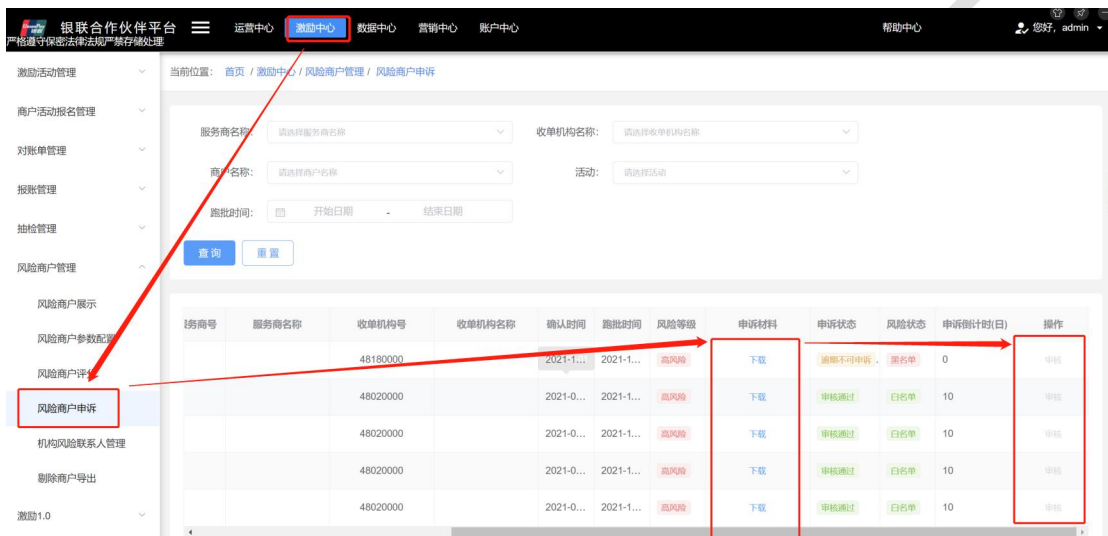 银联合作伙伴平台 运营中心 激励中心 数据中心 营销中心 账户中心 帮助中心 您好，admin
严格遵守保密法律法规严禁存储处理
激励活动管理
商户活动报名管理
对账单管理
报账管理
抽检管理
风险商户管理
风险商户展示
风险商户参数配置
风险商户评
风险商户申诉
机构风险联系人管理
剔除商户导出
激励1.0
当前位置： 首页 / 激励中心 / 风险商户管理 / 风险商户申诉
服务商名称： 请选择服务商名称 收单机构名称： 请选择收单机构名称
商户名称： 请选择商户名称 活动： 请选择活动
跑批时间： 开始日期 - 结束日期
查询 重置
务商号 服务商名称 收单机构号 收单机构名称 确认时间 跑批时间 风险等级 申诉材料 申诉状态 风险状态 申诉倒计时(日) 操作
48180000 2021-1... 2021-1... 高风险 下载 逾期不可申诉 黑名单 0 审核
48020000 2021-0... 2021-1... 高风险 下载 审核通过 白名单 10 审核
48020000 2021-0... 2021-1... 高风险 下载 审核通过 白名单 10 审核
48020000 2021-0... 2021-1... 高风险 下载 审核通过 白名单 10 审核
48020000 2021-0... 2021-1... 高风险 下载 审核通过 白名单 10 审核